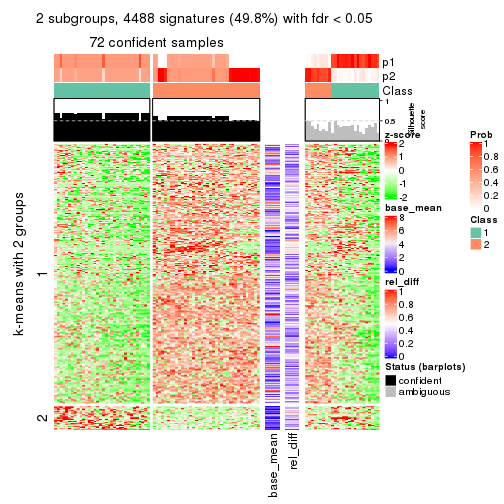 2 subgroups, 4488 signatures (49.8%) with fdr < 0.05
72 confident samples
p1
p2
Class
1
0.5
0
Silhouette
score
k-means with 2 groups
1
2
base_mean
rel_diff
z-score
2
1
0
-1
-2
base_mean
8
6
4
2
0
rel_diff
1
0.8
0.6
0.4
0.2
0
Status (barplots)
confident
ambiguous
Prob
1
0.8
0.6
0.4
0.2
0
Class
1
2